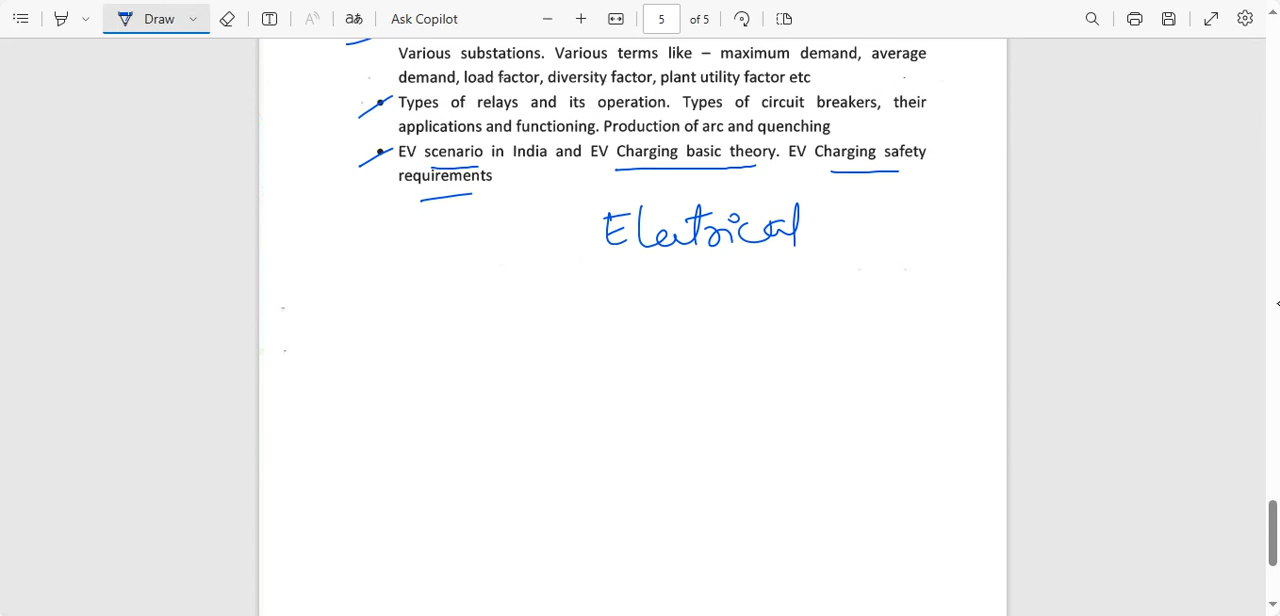 Draw
Ask Copilot
5
of 5
Various substations. Various terms like – maximum demand, average
demand, load factor, diversity factor, plant utility factor etc
Types of relays and its operation. Types of circuit breakers, their
applications and functioning. Production of arc and quenching
EV scenario in India and EV Charging basic theory. EV Charging safety
requirements
Electrical